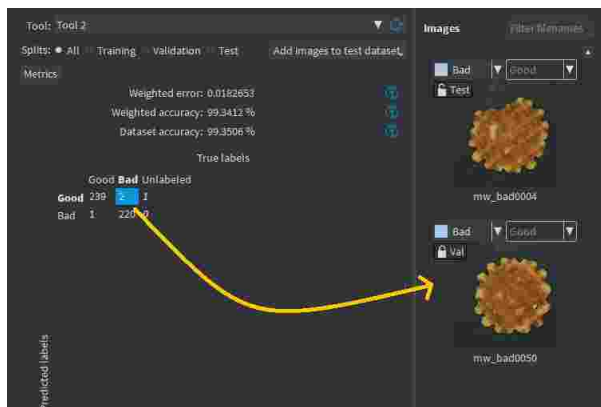 Tool: Tool 2
Splits: All Training Validation Test Add images to test dataset
Metrics
Weighted error: 0.0182653
Weighted accuracy: 99.3412 %
Dataset accuracy: 99.3506 %
True labels
Good Bad Unlabeled
Good 239 2 1
Bad 1 220 0
Predicted labels
Images Filter filenames
Bad Good
Test
mw_bad0004
Bad Good
Val
mw_bad0050